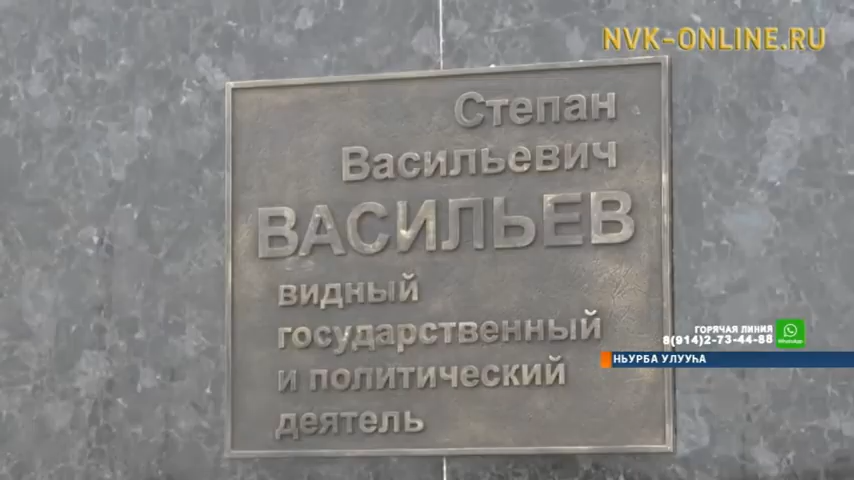 NVK-ONLINE.RU
Степан
Васильевич
ВАСИЛЬЕВ
видный
государственный
и политический
деятель
ГОРЯЧАЯ ЛИНИЯ
8(914)2-73-44-88
WhatsApp
НЬУРБА УЛУУҺА